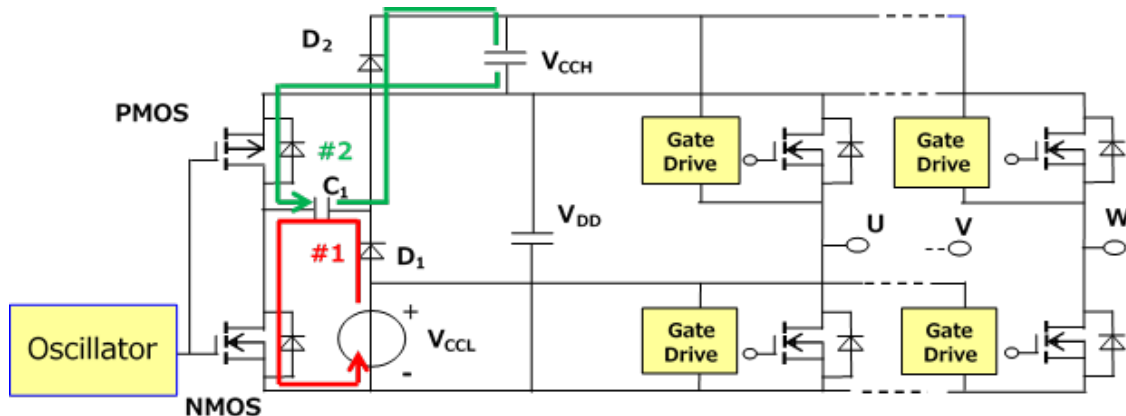 D2
VCCH
PMOS
#2
Gate
Drive
Gate
Drive
C1
VDD
U
V
W
#1
D1
Oscillator
+
VCCL
-
Gate
Drive
Gate
Drive
NMOS